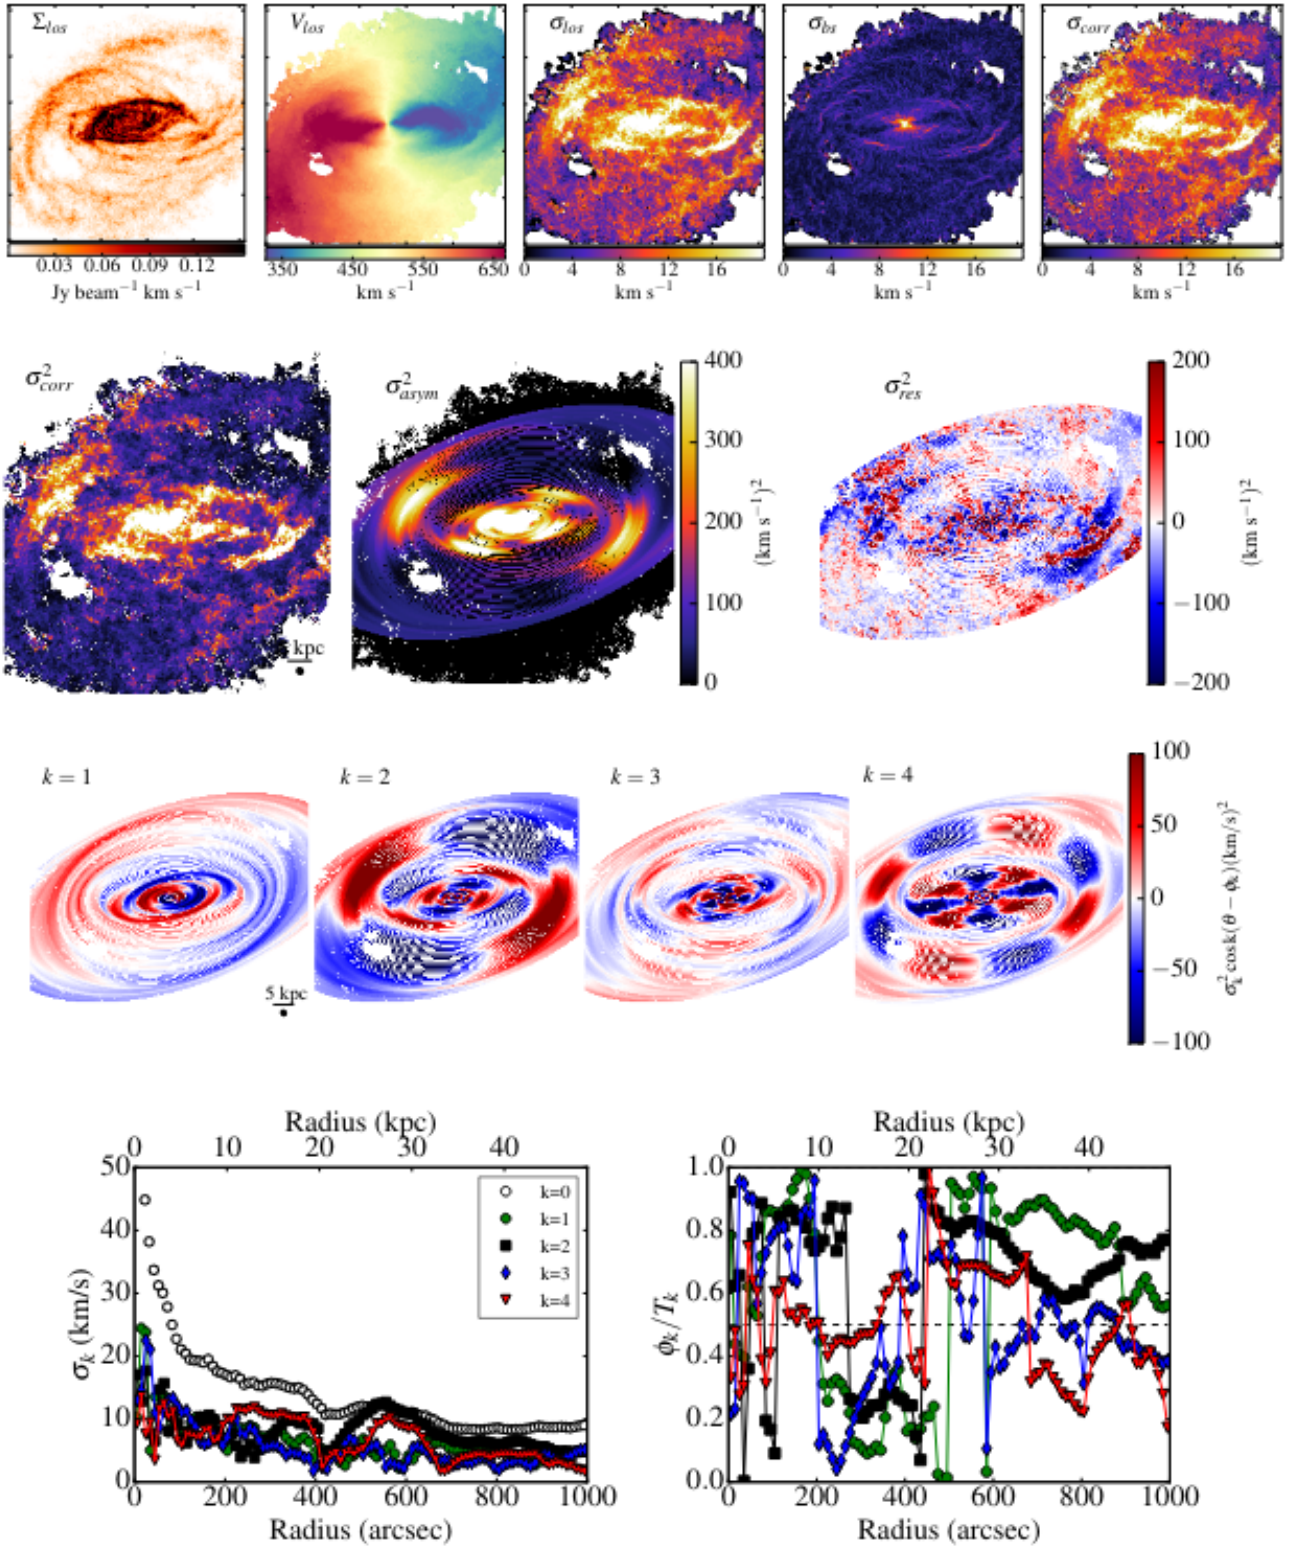 Σlos
Vlos
σlos
σbs
σcorr
0.03 0.06 0.09 0.12
Jy beam⁻¹ km s⁻¹
350 450 550 650
km s⁻¹
0 4 8 12 16
km s⁻¹
0 4 8 12 16
km s⁻¹
0 4 8 12 16
km s⁻¹
σ²corr
kpc
σ²asym
400
300
200
100
0
(km s⁻¹)²
σ²res
200
100
0
−100
−200
(km s⁻¹)²
k = 1
k = 2
k = 3
k = 4
5 kpc
100
50
0
−50
−100
σ²k cosk(θ − ϕk)(km/s)²
Radius (kpc)
0 10 20 30 40
50
40
30
20
10
0
σk (km/s)
k=0
k=1
k=2
k=3
k=4
0 200 400 600 800 1000
Radius (arcsec)
Radius (kpc)
0 10 20 30 40
1.0
0.8
0.6
0.4
0.2
0.0
ϕk/Tk
0 200 400 600 800 1000
Radius (arcsec)